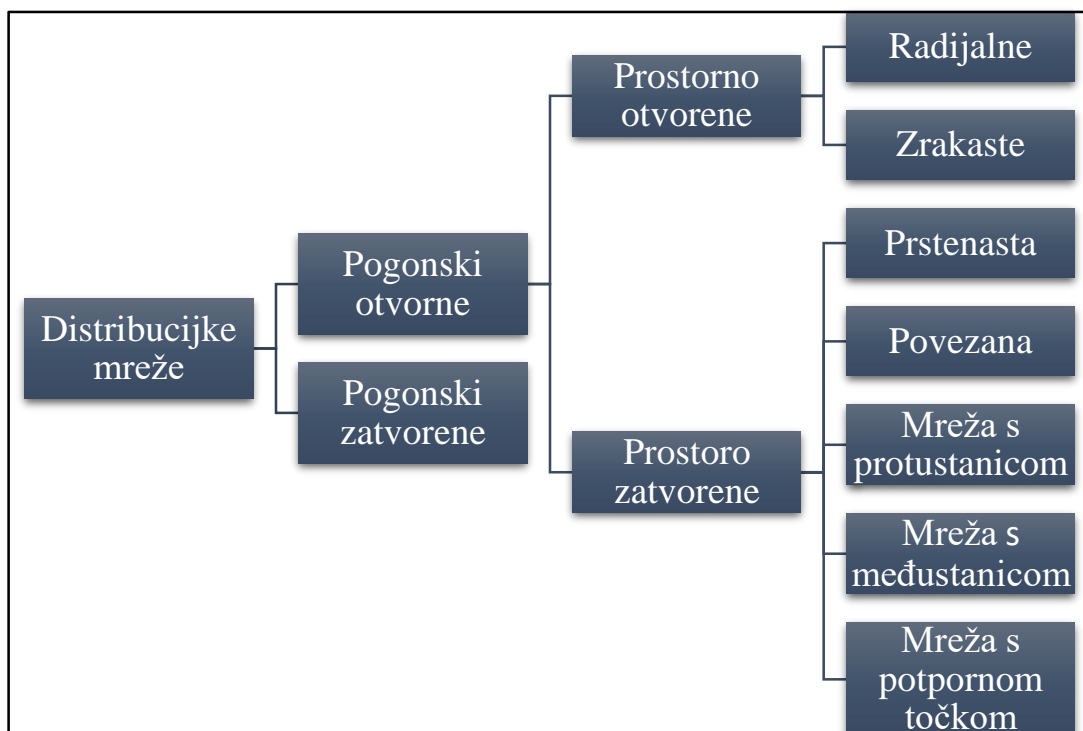 Distribucijke
mreže
Pogonski
otvorne
Prostorno
otvorene
Radijalne
Zrakaste
Prostoro
zatvorene
Prstenasta
Povezana
Mreža s
protustanicom
Mreža s
međustanicom
Mreža s
potpornom
točkom
Pogonski
zatvorene